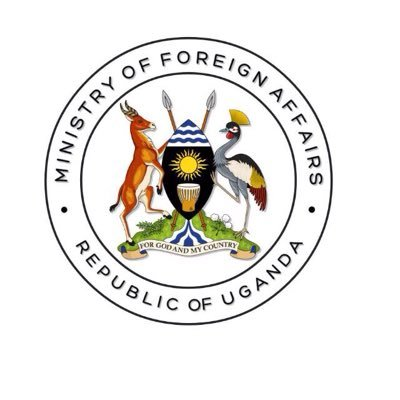 • MINISTRY OF FOREIGN AFFAIRS •
REPUBLIC OF UGANDA
FOR GOD AND MY COUNTRY